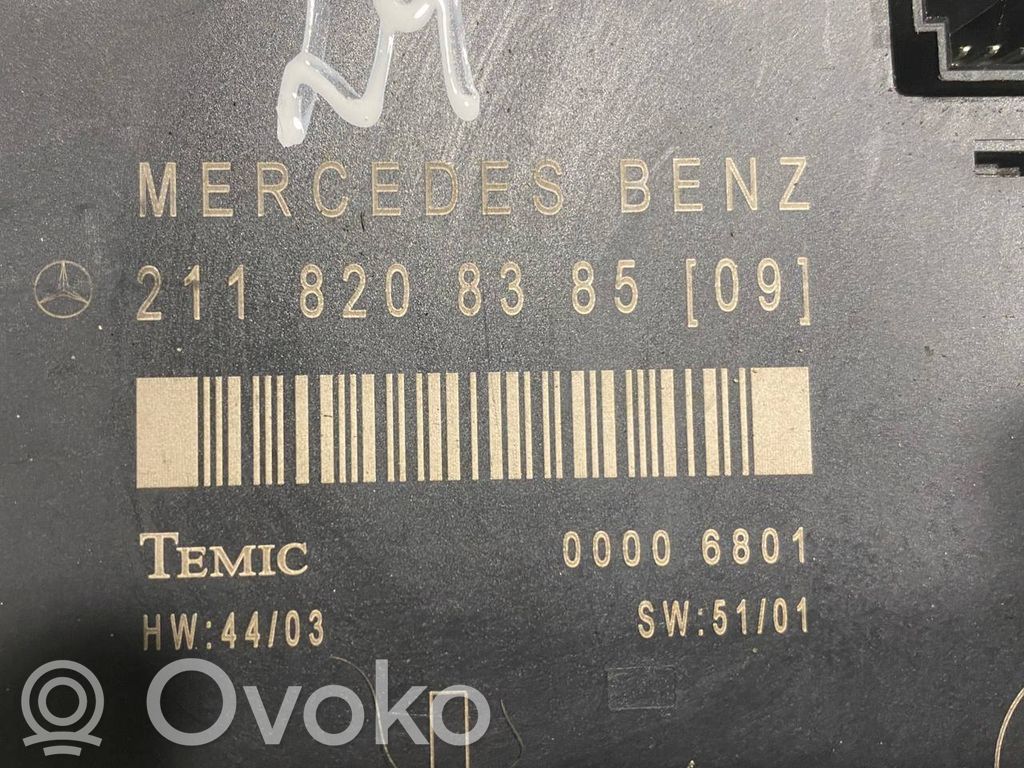 MERCEDES BENZ
211 820 83 85 [09]
TEMIC 0000 6801
HW:44/03 SW:51/01
Ovoko